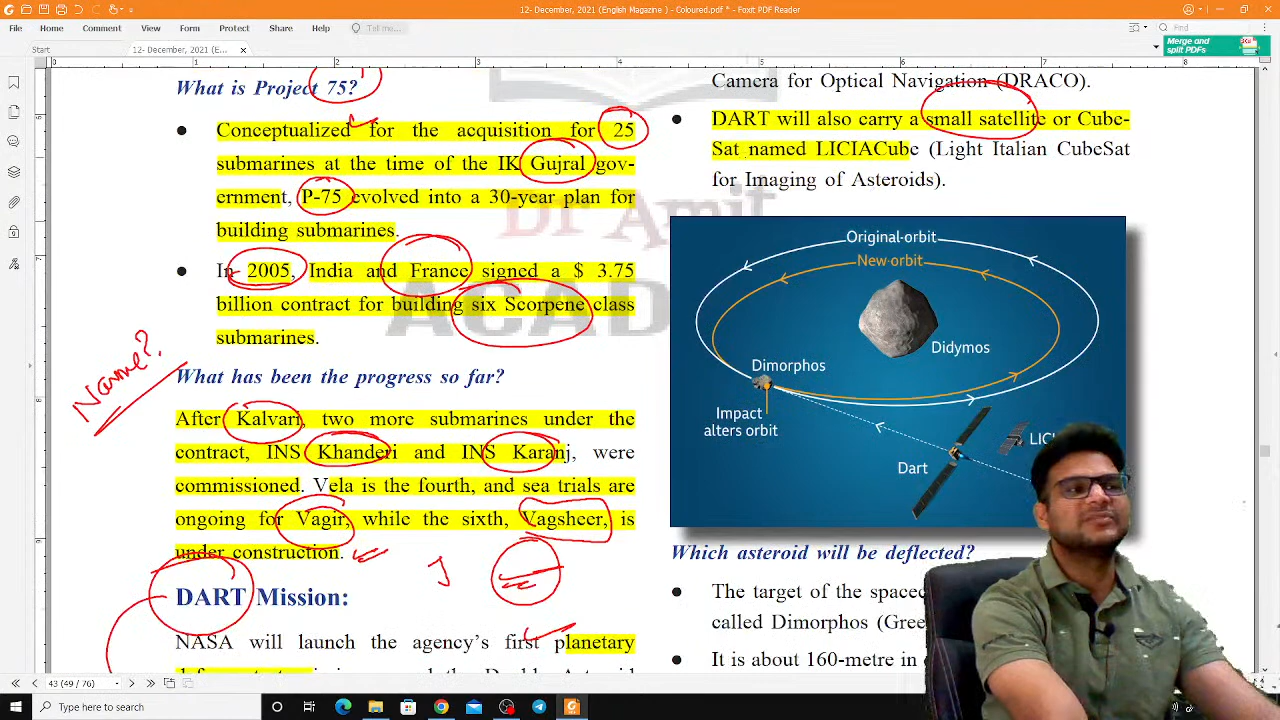 12- December, 2021 (English Magazine ) - Coloured.pdf * - Foxit PDF Reader
File Home Comment View Form Protect Share Help Tell me... Find
Merge and
split PDFs
Start 12- December, 2021 (E...
What is Project 75?
Conceptualized for the acquisition for 25
submarines at the time of the IK Gujral gov-
ernment, P-75 evolved into a 30-year plan for
building submarines.
In 2005, India and France signed a $ 3.75
billion contract for building six Scorpene class
submarines.
Name?
What has been the progress so far?
After Kalvari, two more submarines under the
contract, INS Khanderi and INS Karanj, were
commissioned. Vela is the fourth, and sea trials are
ongoing for Vagir, while the sixth, Vagsheer, is
under construction.
DART Mission:
NASA will launch the agency's first planetary
Dr Amit
ACAD
Camera for Optical Navigation (DRACO).
DART will also carry a small satellite or Cube-
Sat named LICIACube (Light Italian CubeSat
for Imaging of Asteroids).
Original orbit
New orbit
Didymos
Dimorphos
Impact
alters orbit
Dart
LICI
Which asteroid will be deflected?
The target of the spacec
called Dimorphos (Gree
It is about 160-metre in
43 (49 / 76)
Type here to search